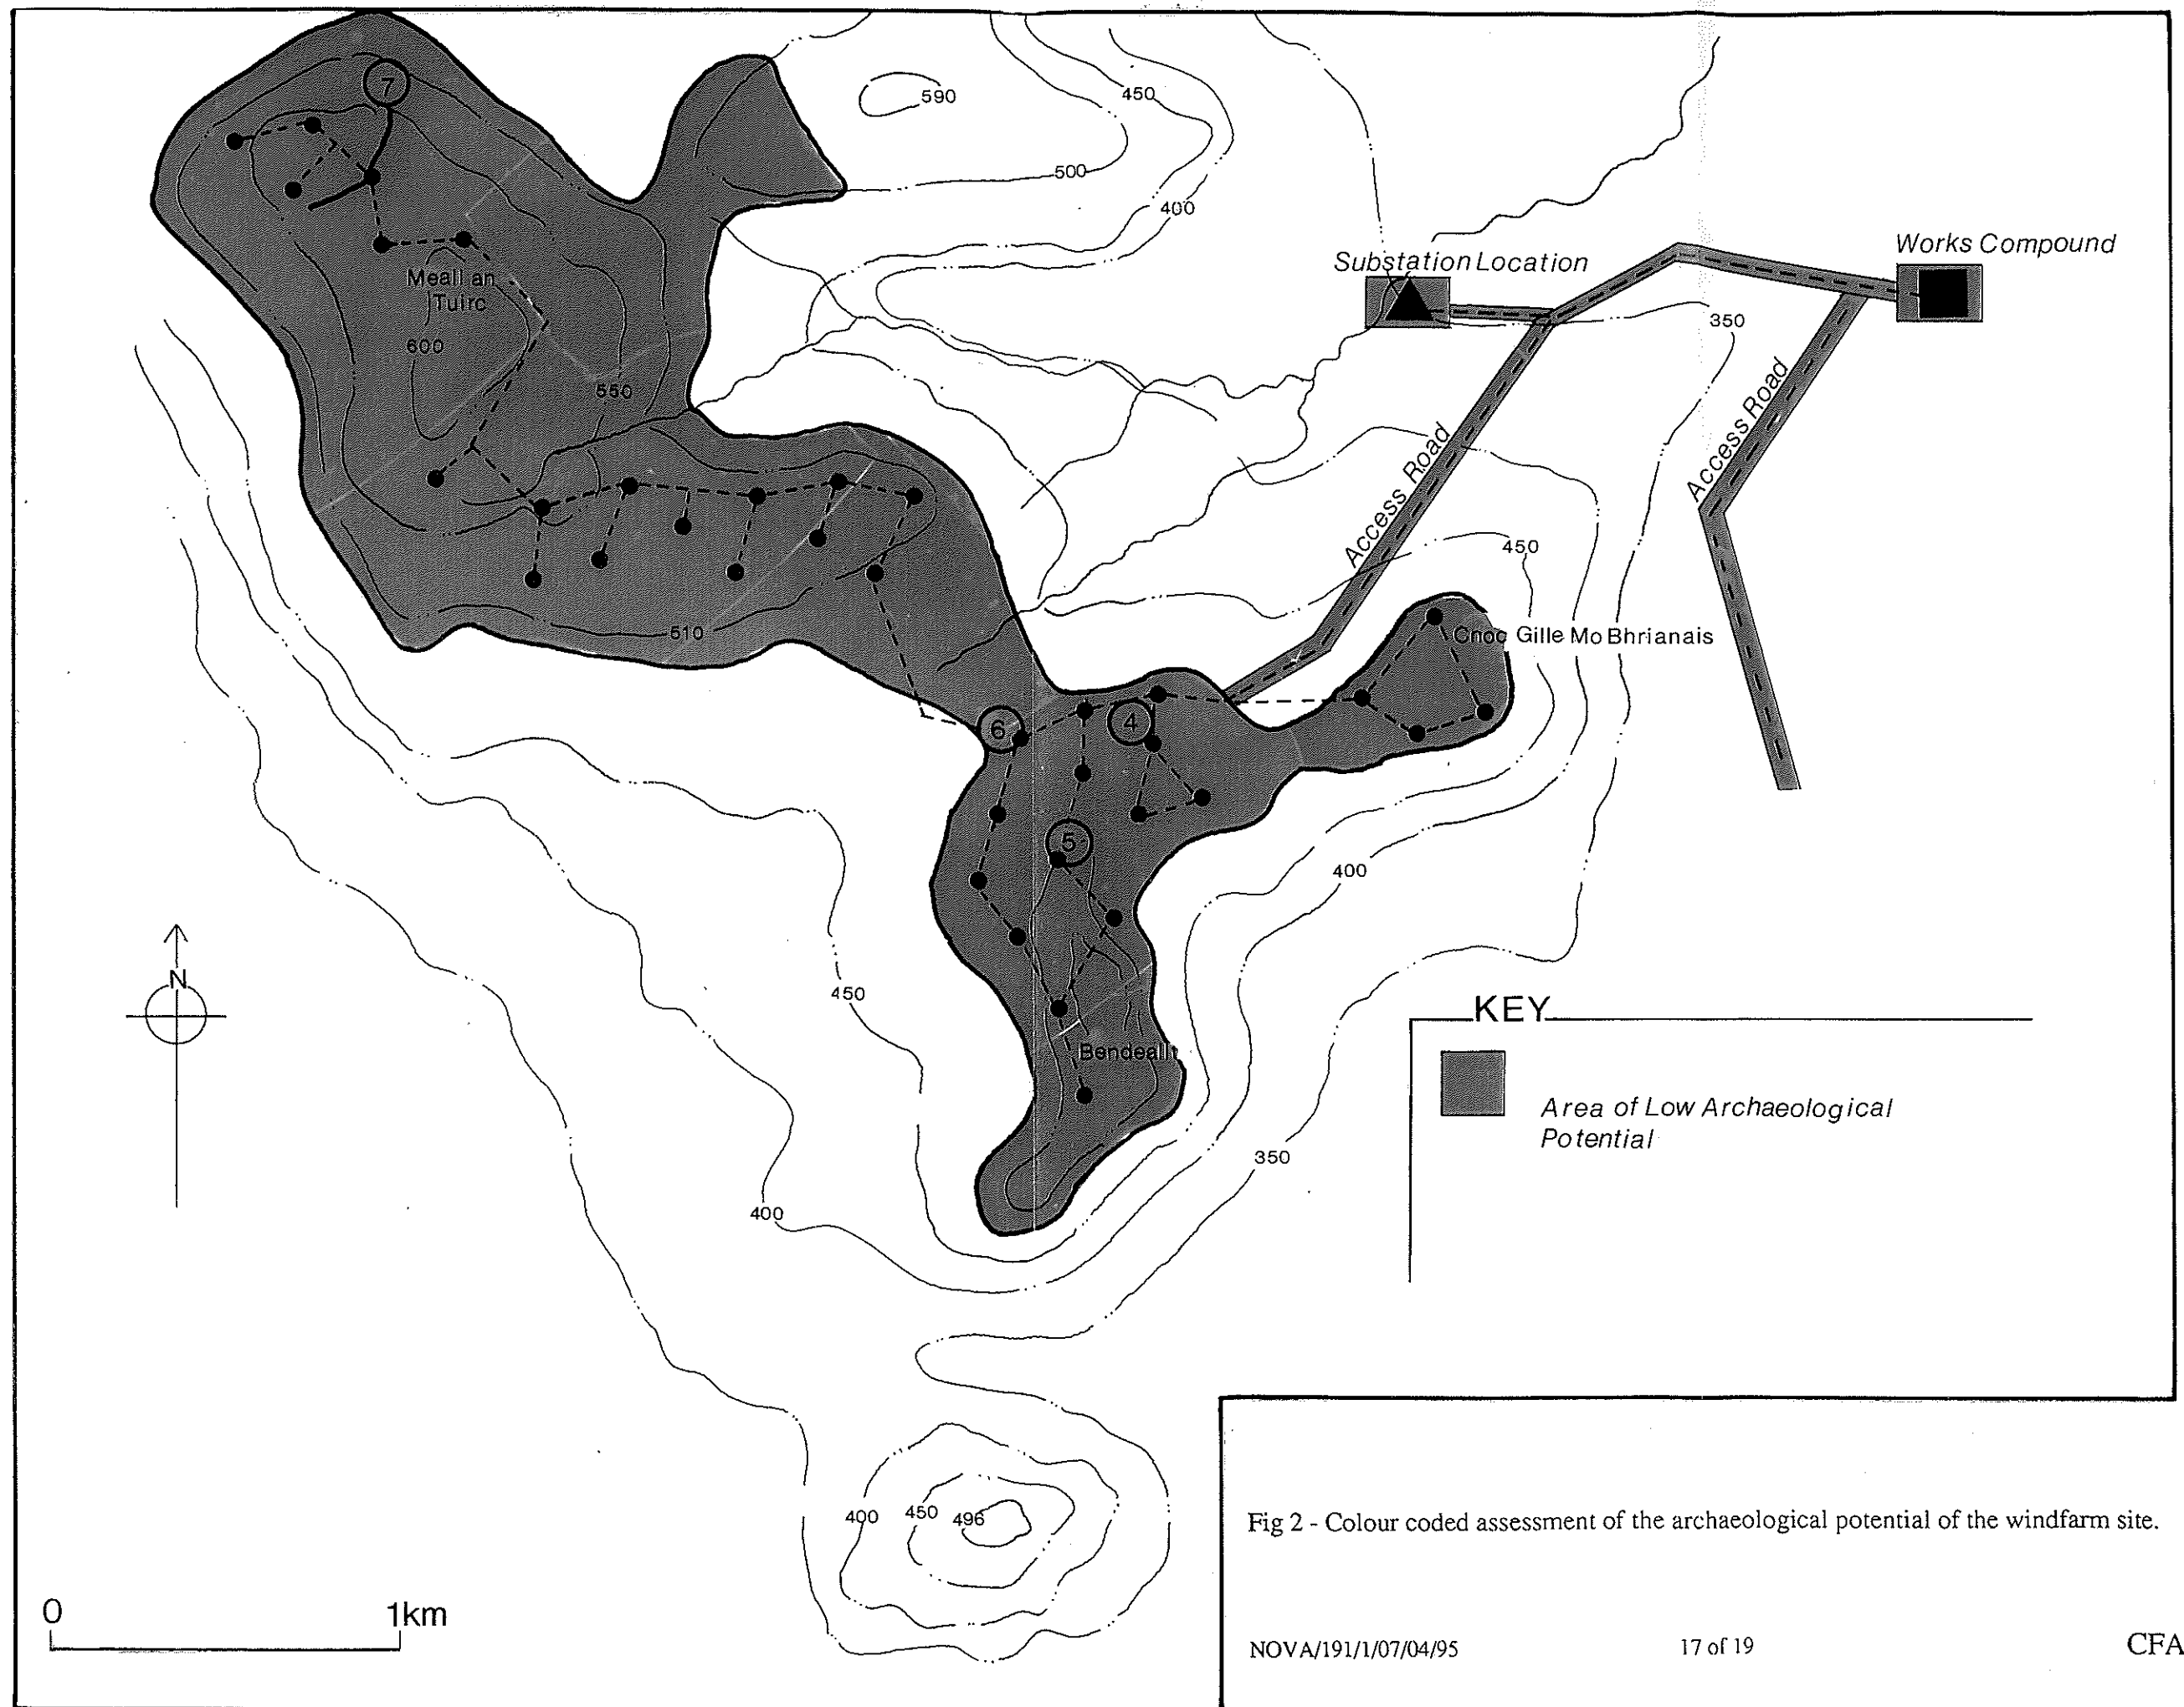 7
590
450
500
400
Substation Location
Works Compound
350
Meall an
Tuirc
600
550
Access Road
Access Road
450
510
Cnoc Gille Mo Bhrianais
6
4
5
400
450
N
KEY
Bendeallt
Area of Low Archaeological
Potential
350
400
400
450
496
Fig 2 - Colour coded assessment of the archaeological potential of the windfarm site.
0
1km
NOVA/191/1/07/04/95
17 of 19
CFA